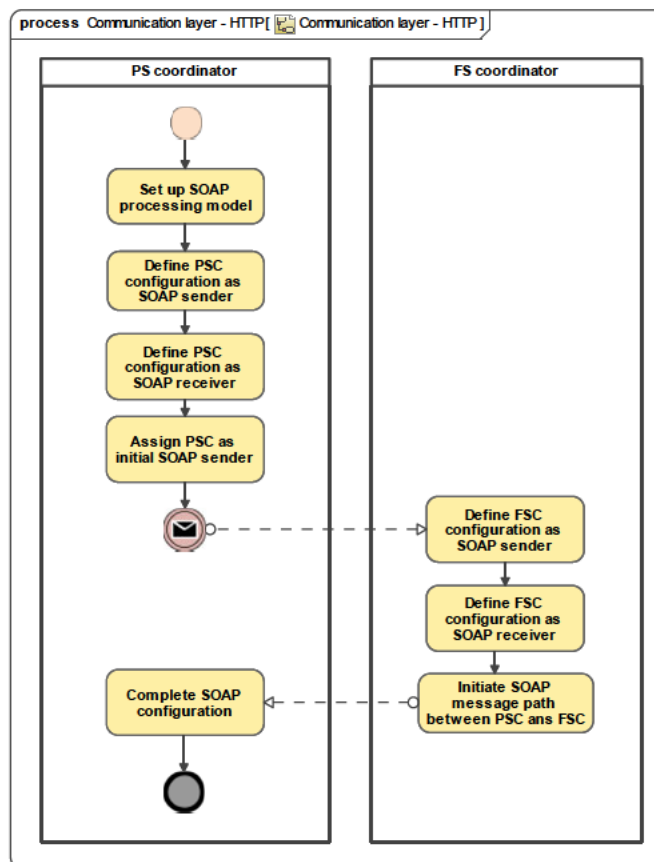 process Communication layer - HTTP[ Communication layer - HTTP ]
PS coordinator
FS coordinator
Set up SOAP
processing model
Define PSC
configuration as
SOAP sender
Define PSC
configuration as
SOAP receiver
Assign PSC as
initial SOAP sender
Define FSC
configuration as
SOAP sender
Define FSC
configuration as
SOAP receiver
Initiate SOAP
message path
between PSC ans FSC
Complete SOAP
configuration